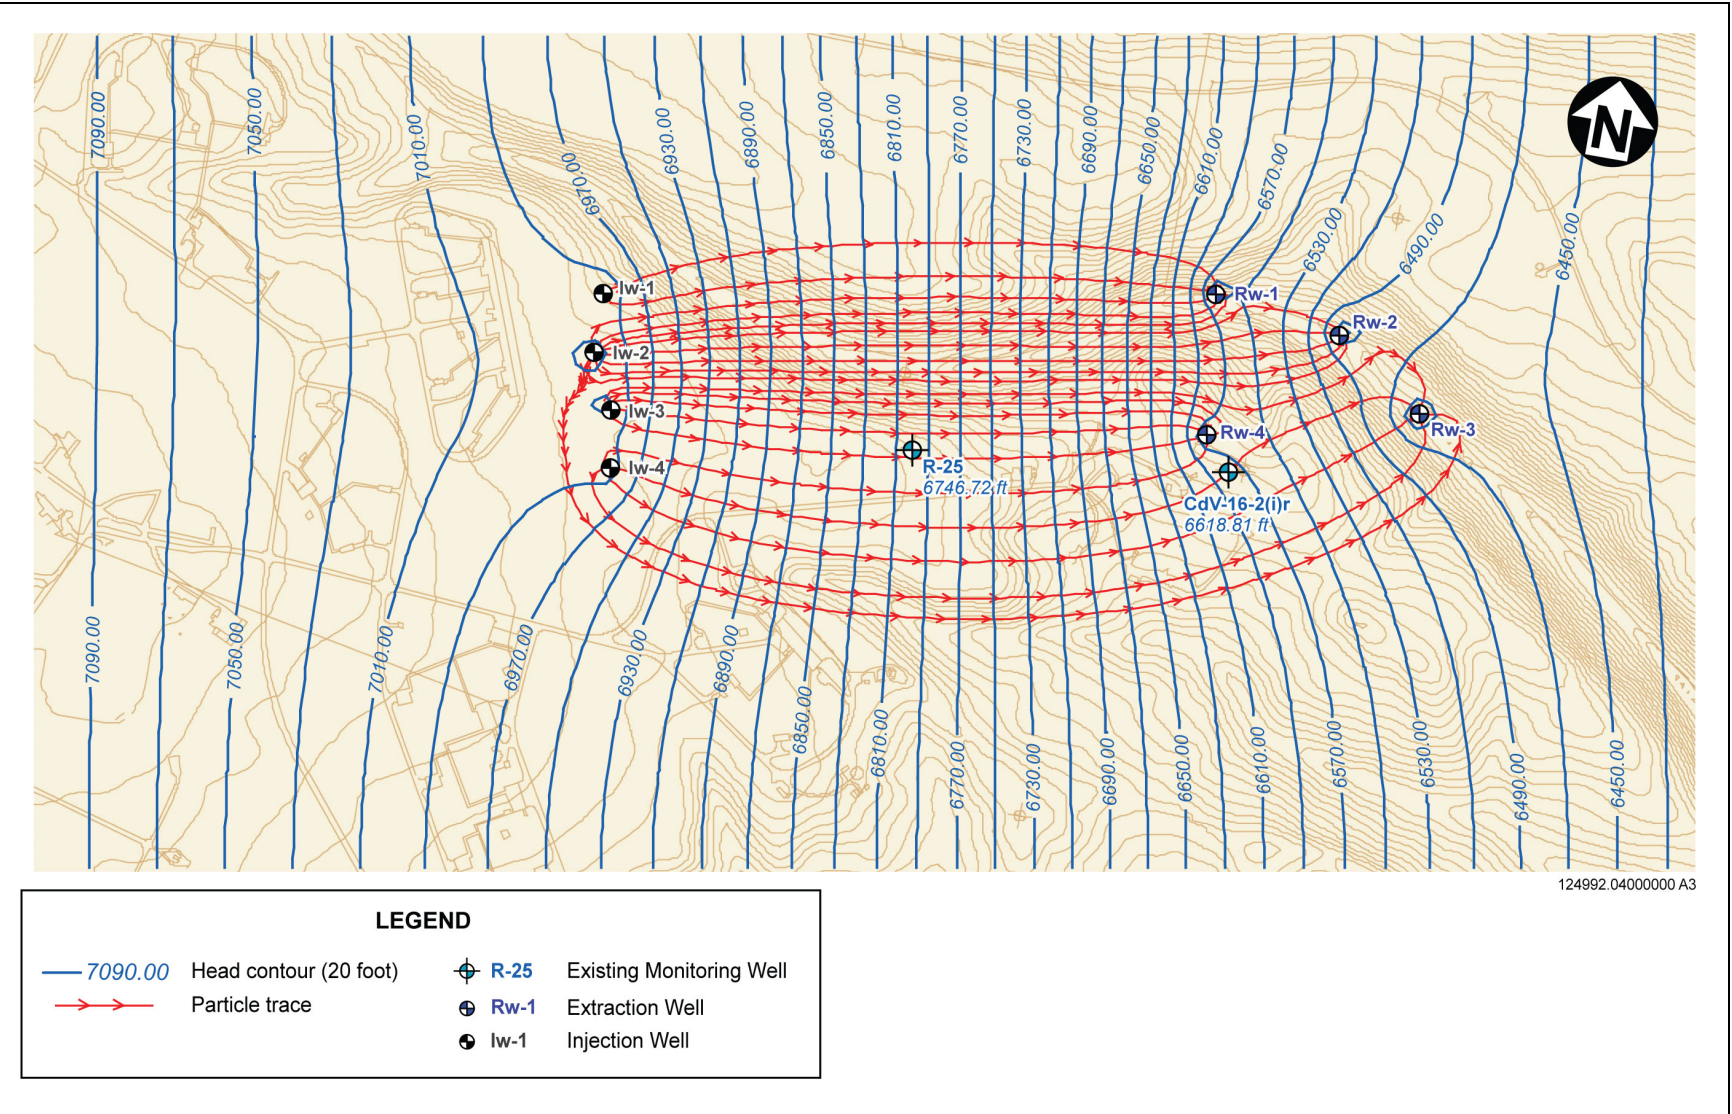 7090.00
7050.00
7010.00
6970.00
6930.00
6890.00
6850.00
6810.00
6770.00
6730.00
6690.00
6650.00
6610.00
6570.00
6530.00
6490.00
6450.00
N
Iw-1
Iw-2
Iw-3
Iw-4
R-25
6746.72 ft
Rw-1
Rw-2
Rw-3
Rw-4
CdV-16-2(i)r
6618.81 ft
7090.00
7050.00
7010.00
6970.00
6930.00
6890.00
6850.00
6810.00
6770.00
6730.00
6690.00
6650.00
6610.00
6570.00
6530.00
6490.00
6450.00
124992.04000000 A3
LEGEND
7090.00 Head contour (20 foot)
Particle trace
R-25 Existing Monitoring Well
Rw-1 Extraction Well
Iw-1 Injection Well